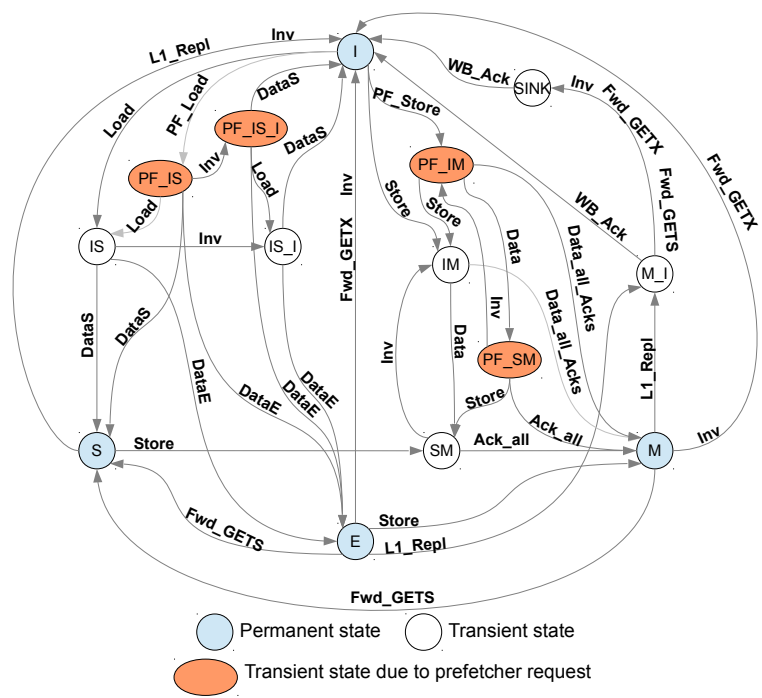 L1_Repl
Inv
I
WB_Ack
SINK
Inv
Fwd_GETX
Fwd_GETX
Load
PF_Load
DataS
PF_IS_I
DataS
PF_Store
PF_IM
PF_IS
Inv
Load
Load
Inv
Fwd_GETX
Store
Store
Data
Data_all_Acks
WB_Ack
Fwd_GETS
Fwd_GETX
IS
Inv
IS_I
IM
M_I
DataS
DataS
DataE
DataE
DataE
DataE
Inv
Data
Inv
PF_SM
Data_all_Acks
L1_Repl
Store
Ack_all
S
Store
SM
Ack_all
M
Inv
Fwd_GETS
E
Store
L1_Repl
Fwd_GETS
Permanent state
Transient state
Transient state due to prefetcher request